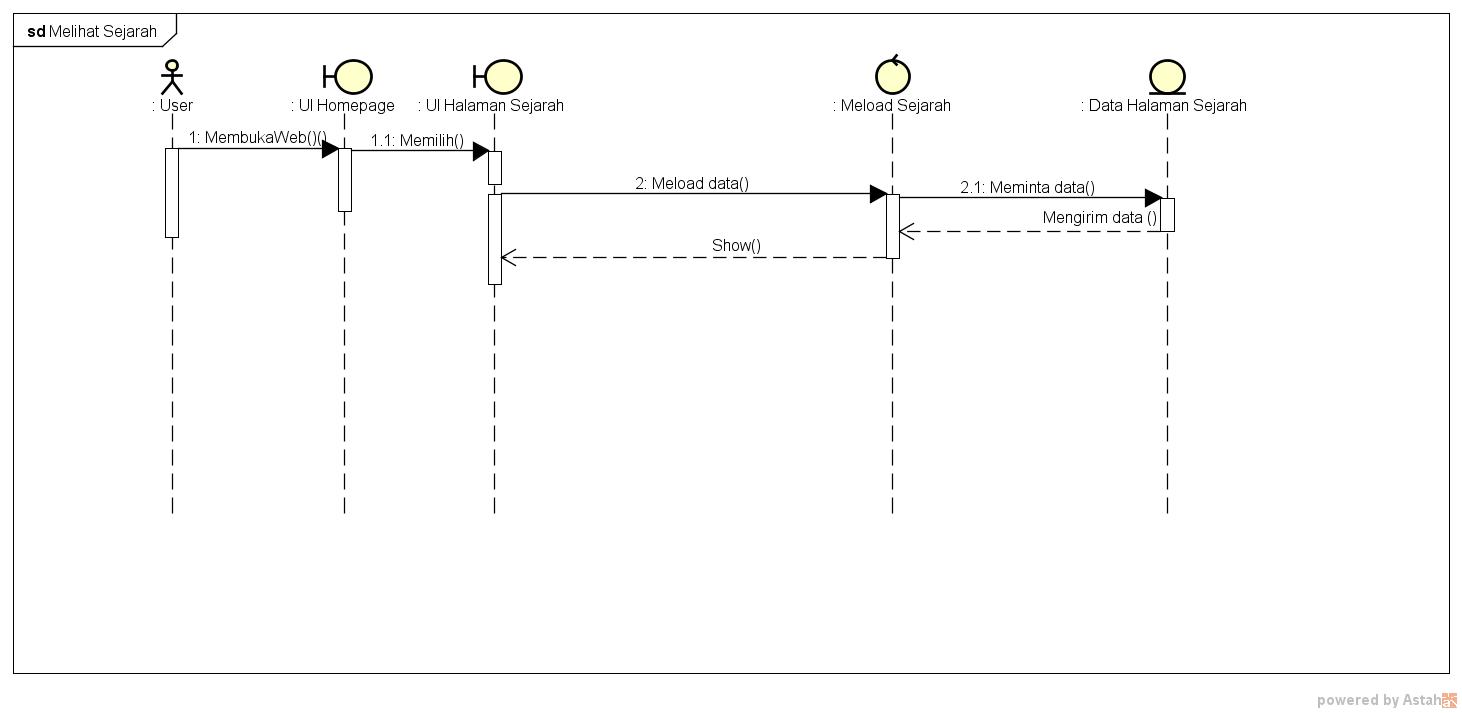 sd Melihat Sejarah
: User
: UI Homepage
: UI Halaman Sejarah
: Meload Sejarah
: Data Halaman Sejarah
1: MembukaWeb()()
1.1: Memilih()
2: Meload data()
2.1: Meminta data()
Mengirim data ()
Show()
powered by Astah